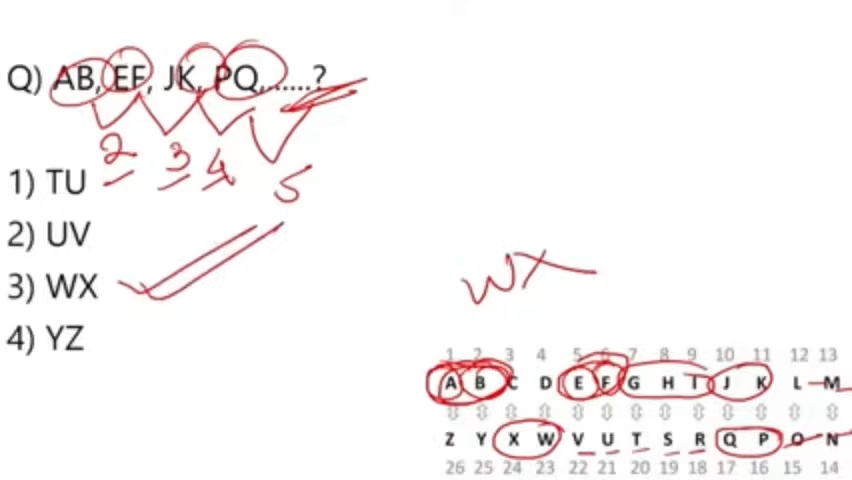 Q) AB, EF, JK, PQ,......?
2 3 4 5
1) TU
2) UV
3) WX
4) YZ
WX
1 2 3 4 5 6 7 8 9 10 11 12 13
A B C D E F G H I J K L M
Z Y X W V U T S R Q P O N
26 25 24 23 22 21 20 19 18 17 16 15 14